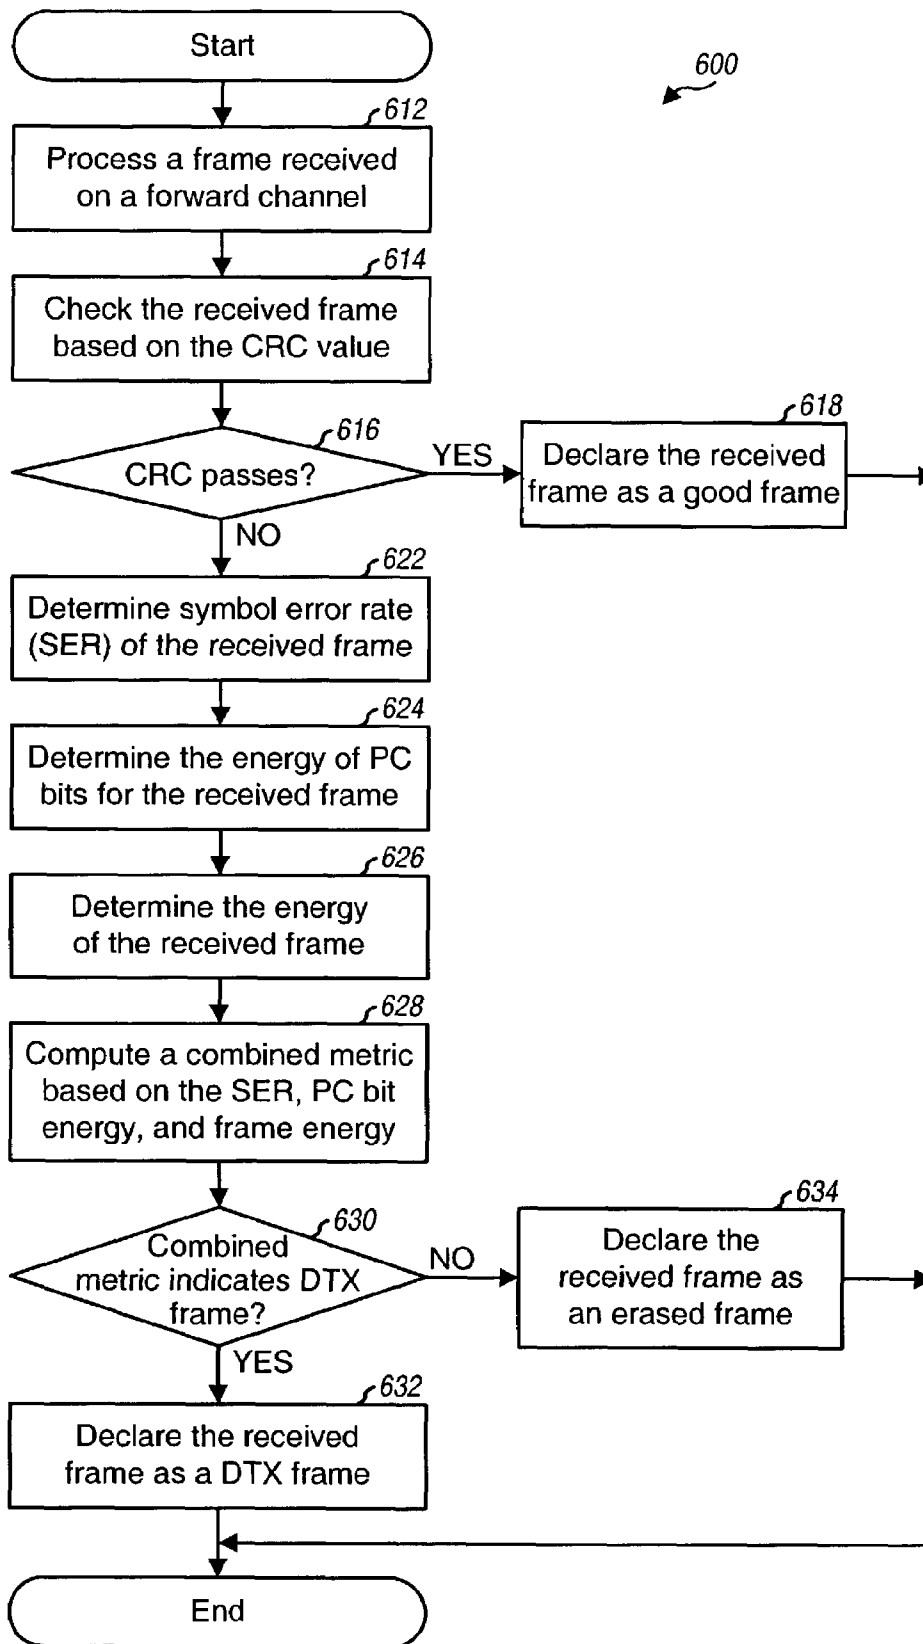 Start
600
612
Process a frame received
on a forward channel
614
Check the received frame
based on the CRC value
616
CRC passes?
YES
618
Declare the received
frame as a good frame
NO
622
Determine symbol error rate
(SER) of the received frame
624
Determine the energy of PC
bits for the received frame
626
Determine the energy
of the received frame
628
Compute a combined metric
based on the SER, PC bit
energy, and frame energy
630
Combined
metric indicates DTX
frame?
NO
634
Declare the
received frame as
an erased frame
YES
632
Declare the received
frame as a DTX frame
End